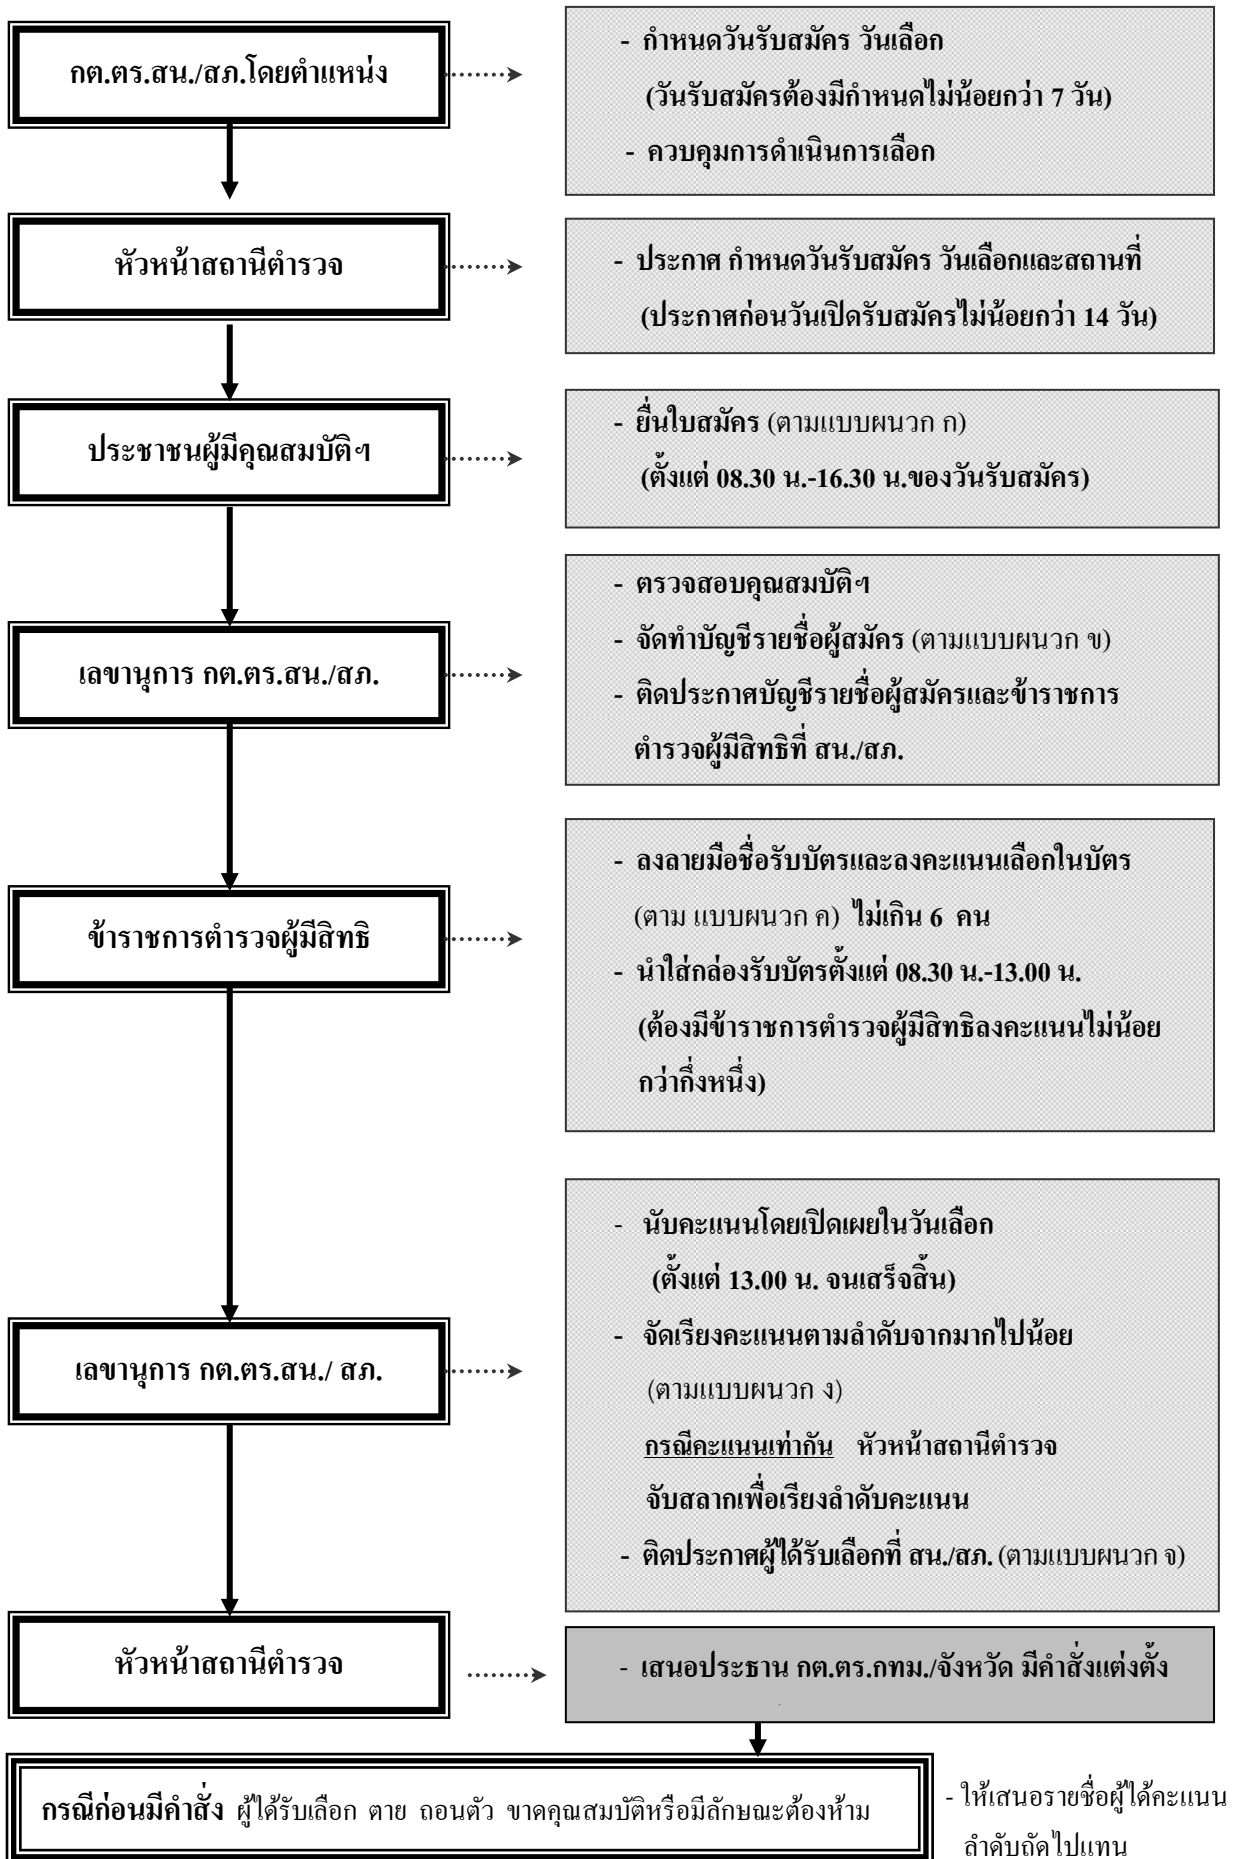 กต.ตร.สน./สภ.โดยตำแหน่ง
- กำหนดวันรับสมัคร วันเลือก
(วันรับสมัครต้องมีกำหนดไม่น้อยกว่า 7 วัน)
- ควบคุมการดำเนินการเลือก
หัวหน้าสถานีตำรวจ
- ประกาศ กำหนดวันรับสมัคร วันเลือกและสถานที่
(ประกาศก่อนวันเปิดรับสมัครไม่น้อยกว่า 14 วัน)
ประชาชนผู้มีคุณสมบัติฯ
- ยื่นใบสมัคร (ตามแบบผนวก ก)
(ตั้งแต่ 08.30 น.-16.30 น.ของวันรับสมัคร)
เลขานุการ กต.ตร.สน./สภ.
- ตรวจสอบคุณสมบัติฯ
- จัดทำบัญชีรายชื่อผู้สมัคร (ตามแบบผนวก ข)
- ติดประกาศบัญชีรายชื่อผู้สมัครและข้าราชการ
ตำรวจผู้มีสิทธิที่ สน./สภ.
ข้าราชการตำรวจผู้มีสิทธิ
- ลงลายมือชื่อรับบัตรและลงคะแนนเลือกในบัตร
(ตาม แบบผนวก ค) ไม่เกิน 6 คน
- นำใส่กล่องรับบัตรตั้งแต่ 08.30 น.-13.00 น.
(ต้องมีข้าราชการตำรวจผู้มีสิทธิลงคะแนนไม่น้อย
กว่ากึ่งหนึ่ง)
เลขานุการ กต.ตร.สน./ สภ.
- นับคะแนนโดยเปิดเผยในวันเลือก
(ตั้งแต่ 13.00 น. จนเสร็จสิ้น)
- จัดเรียงคะแนนตามลำดับจากมากไปน้อย
(ตามแบบผนวก ง)
กรณีคะแนนเท่ากัน หัวหน้าสถานีตำรวจ
จับสลากเพื่อเรียงลำดับคะแนน
- ติดประกาศผู้ได้รับเลือกที่ สน./สภ. (ตามแบบผนวก จ)
หัวหน้าสถานีตำรวจ
- เสนอประธาน กต.ตร.กทม./จังหวัด มีคำสั่งแต่งตั้ง
กรณีก่อนมีคำสั่ง ผู้ได้รับเลือก ตาย ถอนตัว ขาดคุณสมบัติหรือมีลักษณะต้องห้าม
- ให้เสนอรายชื่อผู้ได้คะแนน
ลำดับถัดไปแทน